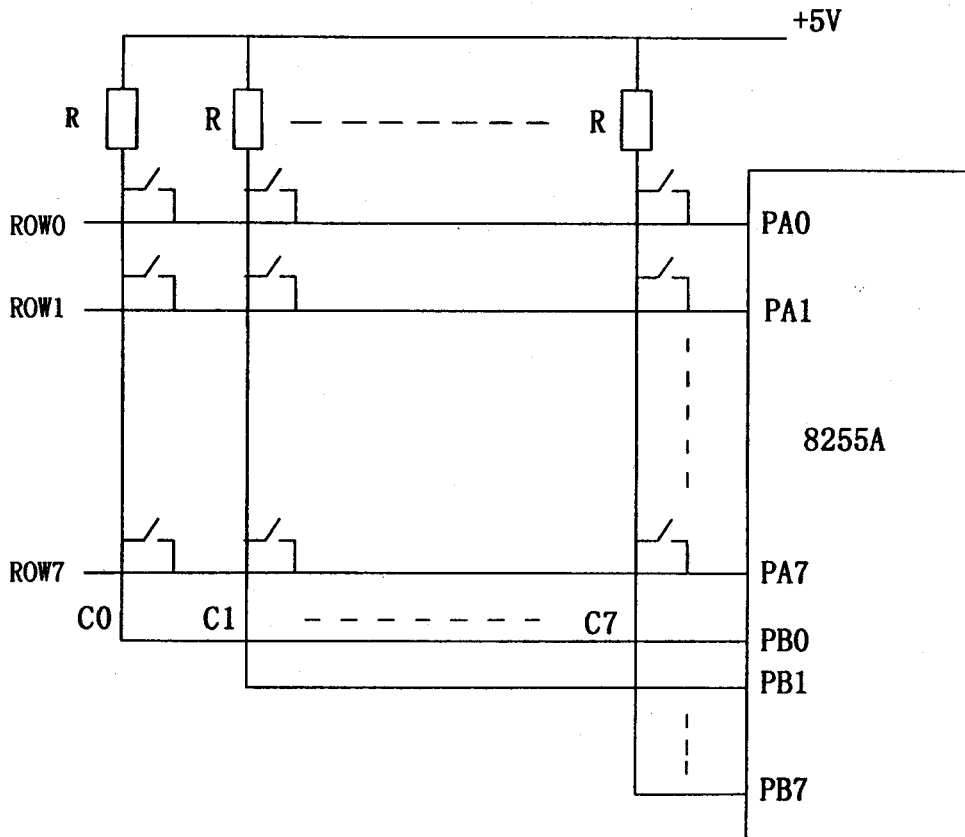 +5V
R R R
ROW0 PA0
ROW1 PA1
8255A
ROW7 PA7
C0 C1 C7
PB0
PB1
PB7